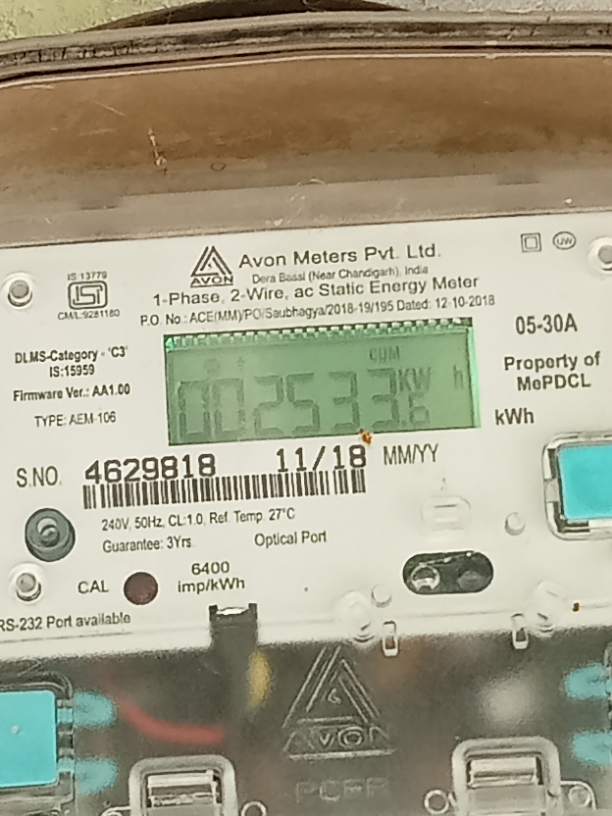 Avon Meters Pvt. Ltd.
AVON
Dera Bassi (Near Chandigarh), India
1-Phase, 2-Wire, ac Static Energy Meter
P.O. No.: ACE(MM)/PO/Saubhagya/2018-19/195 Dated: 12-10-2018
UW
IS 13779
ISI
CM/L:9281180
DLMS-Category - 'C3'
IS:15959
Firmware Ver.: AA1.00
TYPE: AEM-106
CUM
002533.6 KW h
05-30A
Property of
MePDCL
kWh
S.NO. 4629818 11/18 MM/YY
240V, 50Hz, CL:1.0, Ref. Temp. 27°C
Guarantee: 3Yrs. Optical Port
CAL
6400
imp/kWh
RS-232 Port available
AVON